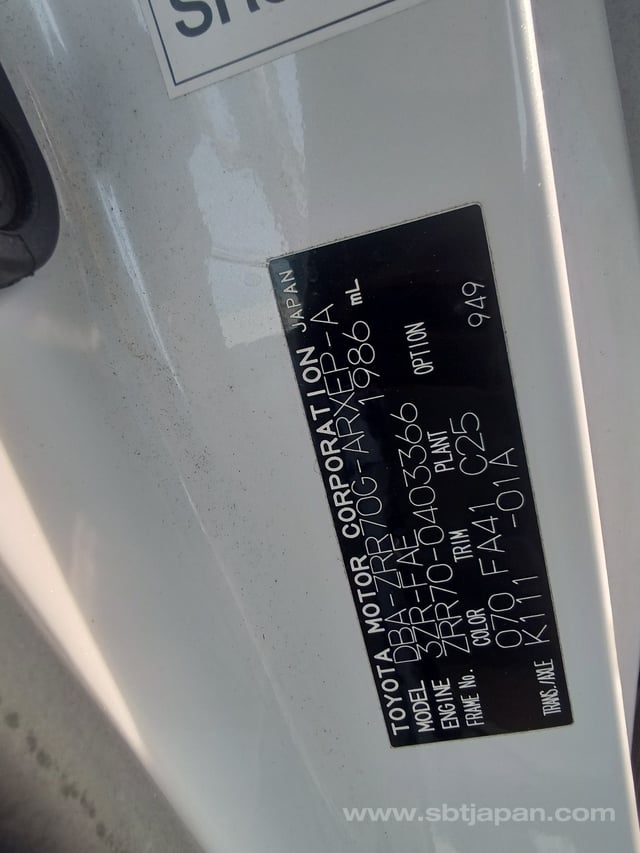 TOYOTA MOTOR CORPORATION JAPAN
MODEL DBA-ZRR70G-ARXEP-A
ENGINE 3ZR-FAE 1986 mL
FRAME No. ZRR70-0403366
COLOR TRIM PLANT OPTION
070 FA41 C25 949
TRANS/AXLE K111 -01A
www.sbtjapan.com